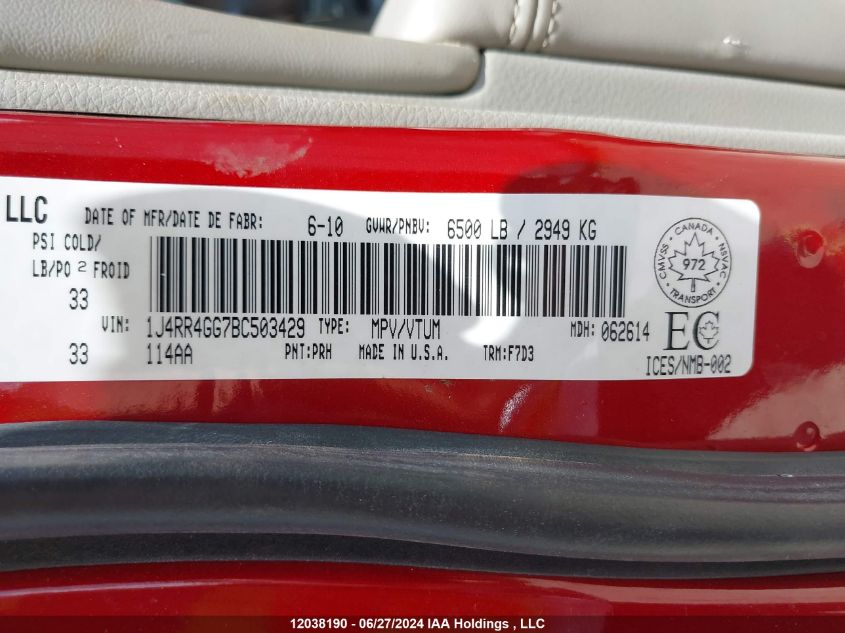 LLC DATE OF MFR/DATE DE FABR: 6-10 GVWR/PNBV: 6500 LB / 2949 KG
PSI COLD/
LB/PO 2 FROID
33
VIN: 1J4RR4GG7BC503429 TYPE: MPV/VTUM MDH: 062614
33 114AA PNT:PRH MADE IN U.S.A. TRM:F7D3
CANADA
CMVSS NSVAC
972
TRANSPORT
EC
ICES/NMB-002
12038190 - 06/27/2024 IAA Holdings , LLC